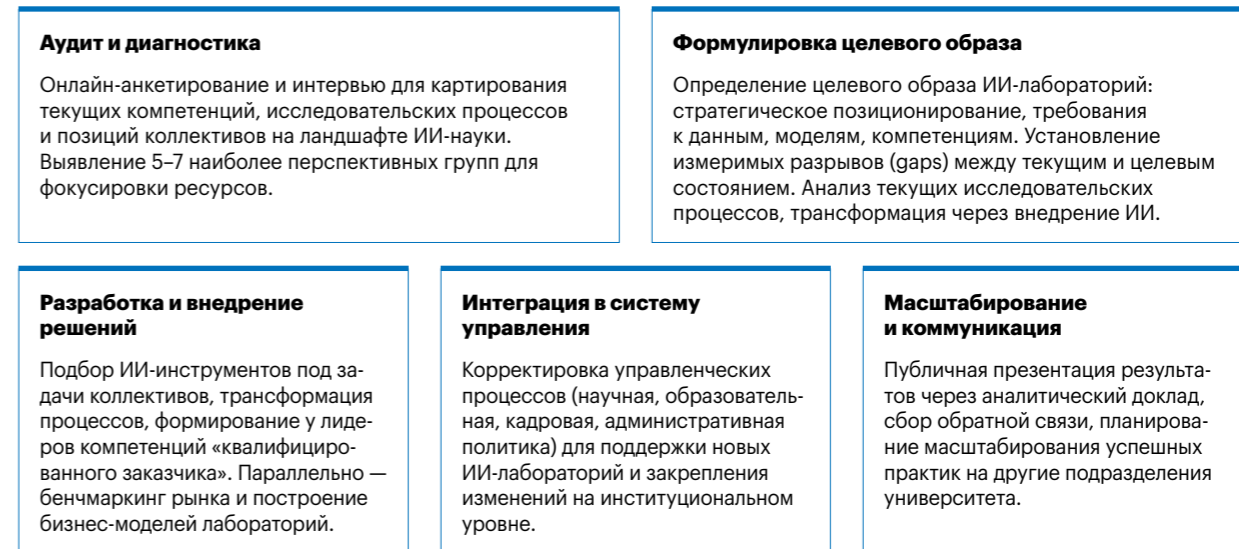 Аудит и диагностика
Онлайн-анкетирование и интервью для картирования
текущих компетенций, исследовательских процессов
и позиций коллективов на ландшафте ИИ-науки.
Выявление 5–7 наиболее перспективных групп для
фокусировки ресурсов.
Формулировка целевого образа
Определение целевого образа ИИ-лабораторий:
стратегическое позиционирование, требования
к данным, моделям, компетенциям. Установление
измеримых разрывов (gaps) между текущим и целевым
состоянием. Анализ текущих исследовательских
процессов, трансформация через внедрение ИИ.
Разработка и внедрение
решений
Подбор ИИ-инструментов под за-
дачи коллективов, трансформация
процессов, формирование у лиде-
ров компетенций «квалифициро-
ванного заказчика». Параллельно —
бенчмаркинг рынка и построение
бизнес-моделей лабораторий.
Интеграция в систему
управления
Корректировка управленческих
процессов (научная, образователь-
ная, кадровая, административная
политика) для поддержки новых
ИИ-лабораторий и закрепления
изменений на институциональном
уровне.
Масштабирование
и коммуникация
Публичная презентация результа-
тов через аналитический доклад,
сбор обратной связи, планирова-
ние масштабирования успешных
практик на другие подразделения
университета.